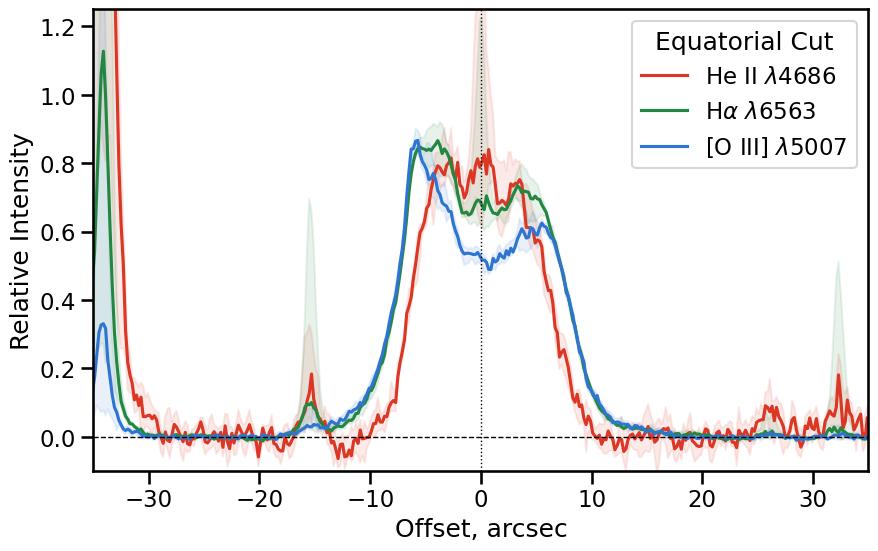 Equatorial Cut
He II λ4686
Hα λ6563
[O III] λ5007
Relative Intensity
1.2
1.0
0.8
0.6
0.4
0.2
0.0
−30 −20 −10 0 10 20 30
Offset, arcsec